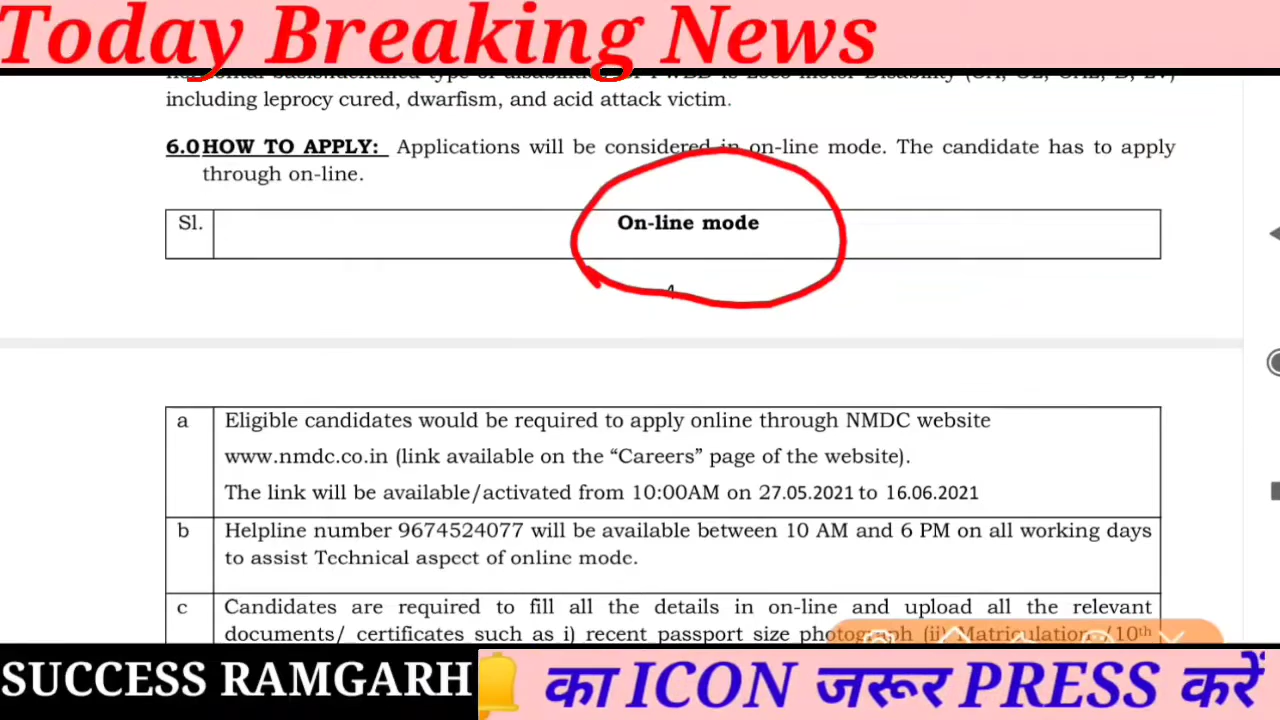 Today Breaking News
including leprocy cured, dwarfism, and acid attack victim.
6.0 HOW TO APPLY: Applications will be considered in on-line mode. The candidate has to apply
through on-line.
Sl. On-line mode
4
a Eligible candidates would be required to apply online through NMDC website
www.nmdc.co.in (link available on the “Careers” page of the website).
The link will be available/activated from 10:00AM on 27.05.2021 to 16.06.2021
b Helpline number 9674524077 will be available between 10 AM and 6 PM on all working days
to assist Technical aspect of online mode.
c Candidates are required to fill all the details in on-line and upload all the relevant
documents/ certificates such as i) recent passport size photograph (ii) Matriculation /10th
SUCCESS RAMGARH का ICON जरूर PRESS करें